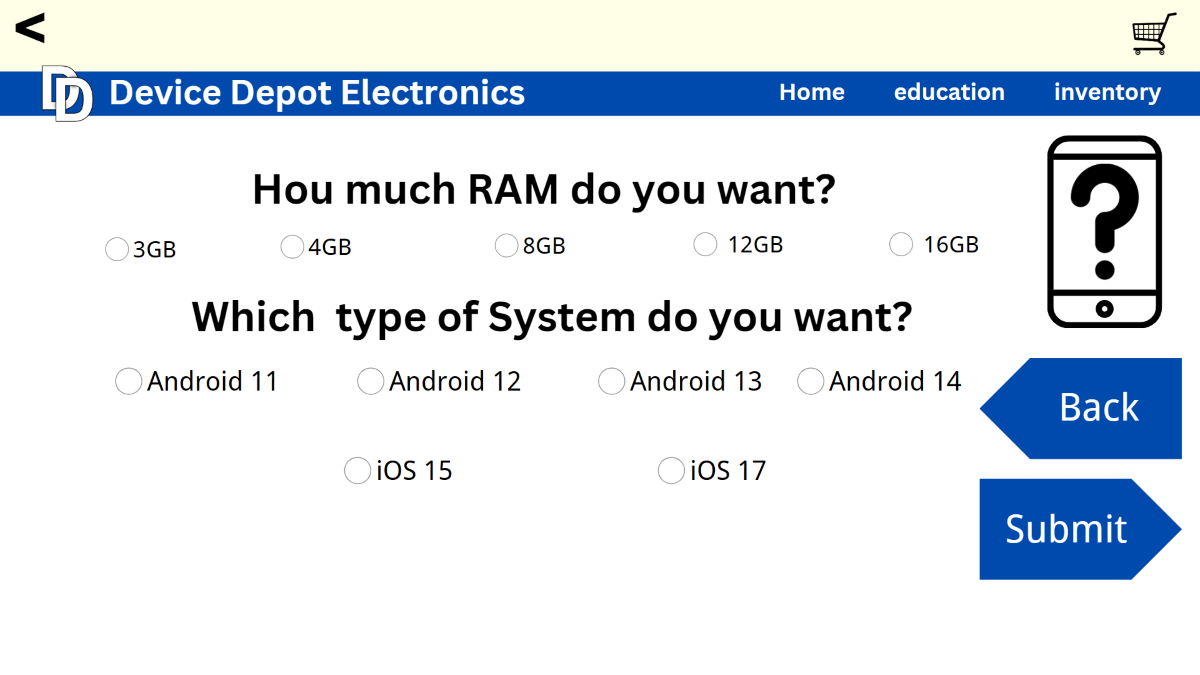 <
DD
Device Depot Electronics
Home education inventory
Hou much RAM do you want?
3GB 4GB 8GB 12GB 16GB
?
Which type of System do you want?
Android 11 Android 12 Android 13 Android 14
Back
iOS 15 iOS 17
Submit